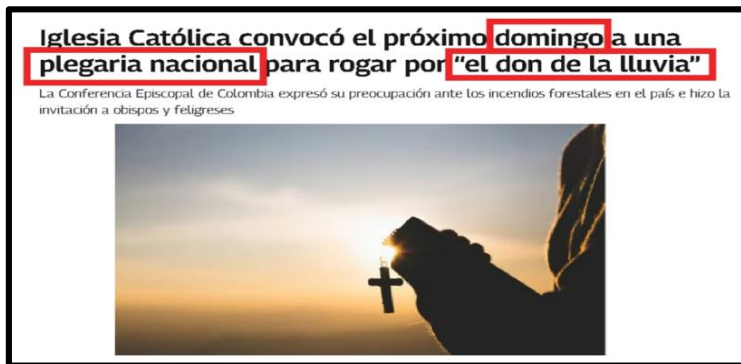 Iglesia Católica convocó el próximo domingo a una
plegaria nacional para rogar por “el don de la lluvia”
La Conferencia Episcopal de Colombia expresó su preocupación ante los incendios forestales en el país e hizo la
invitación a obispos y feligreses